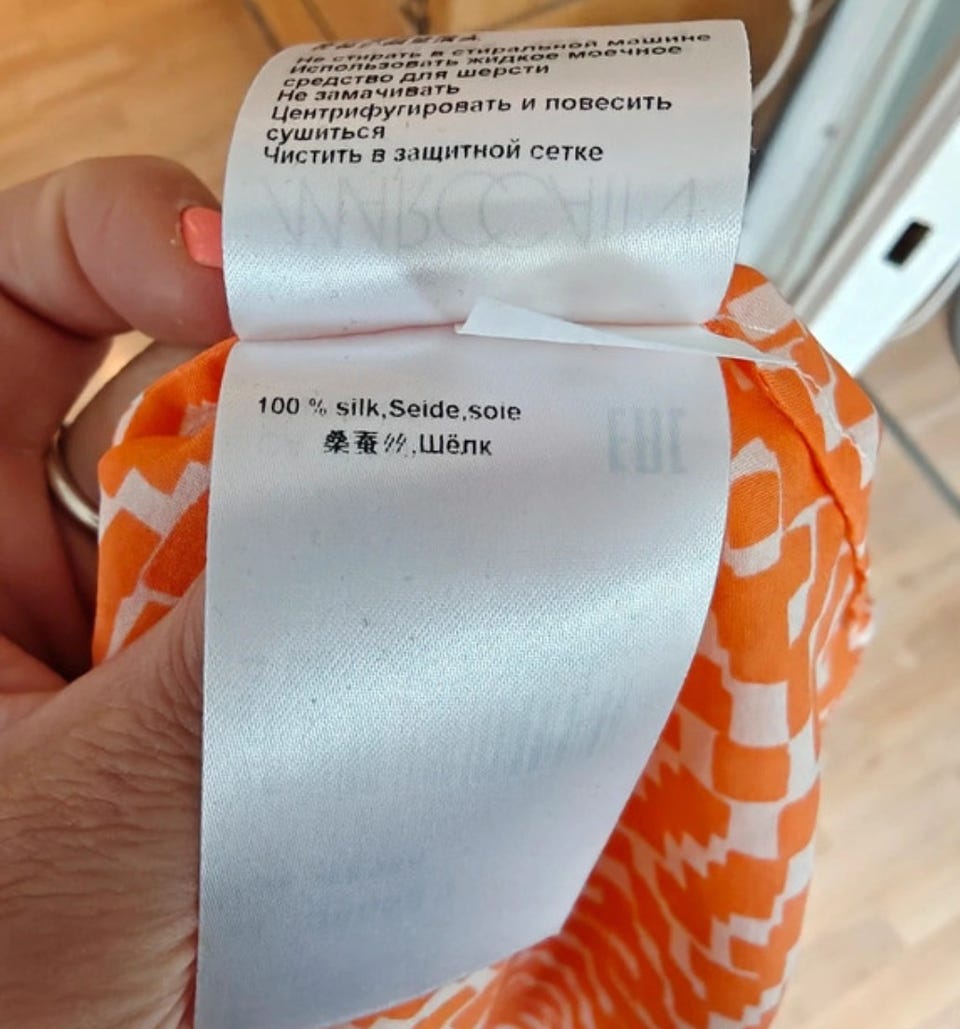 Не стирать в стиральной машине
Использовать жидкое моечное
средство для шерсти
Не замачивать
Центрифугировать и повесить
сушиться
Чистить в защитной сетке
MARCCAIN
100 % silk,Seide,soie
桑蚕丝,Шёлк